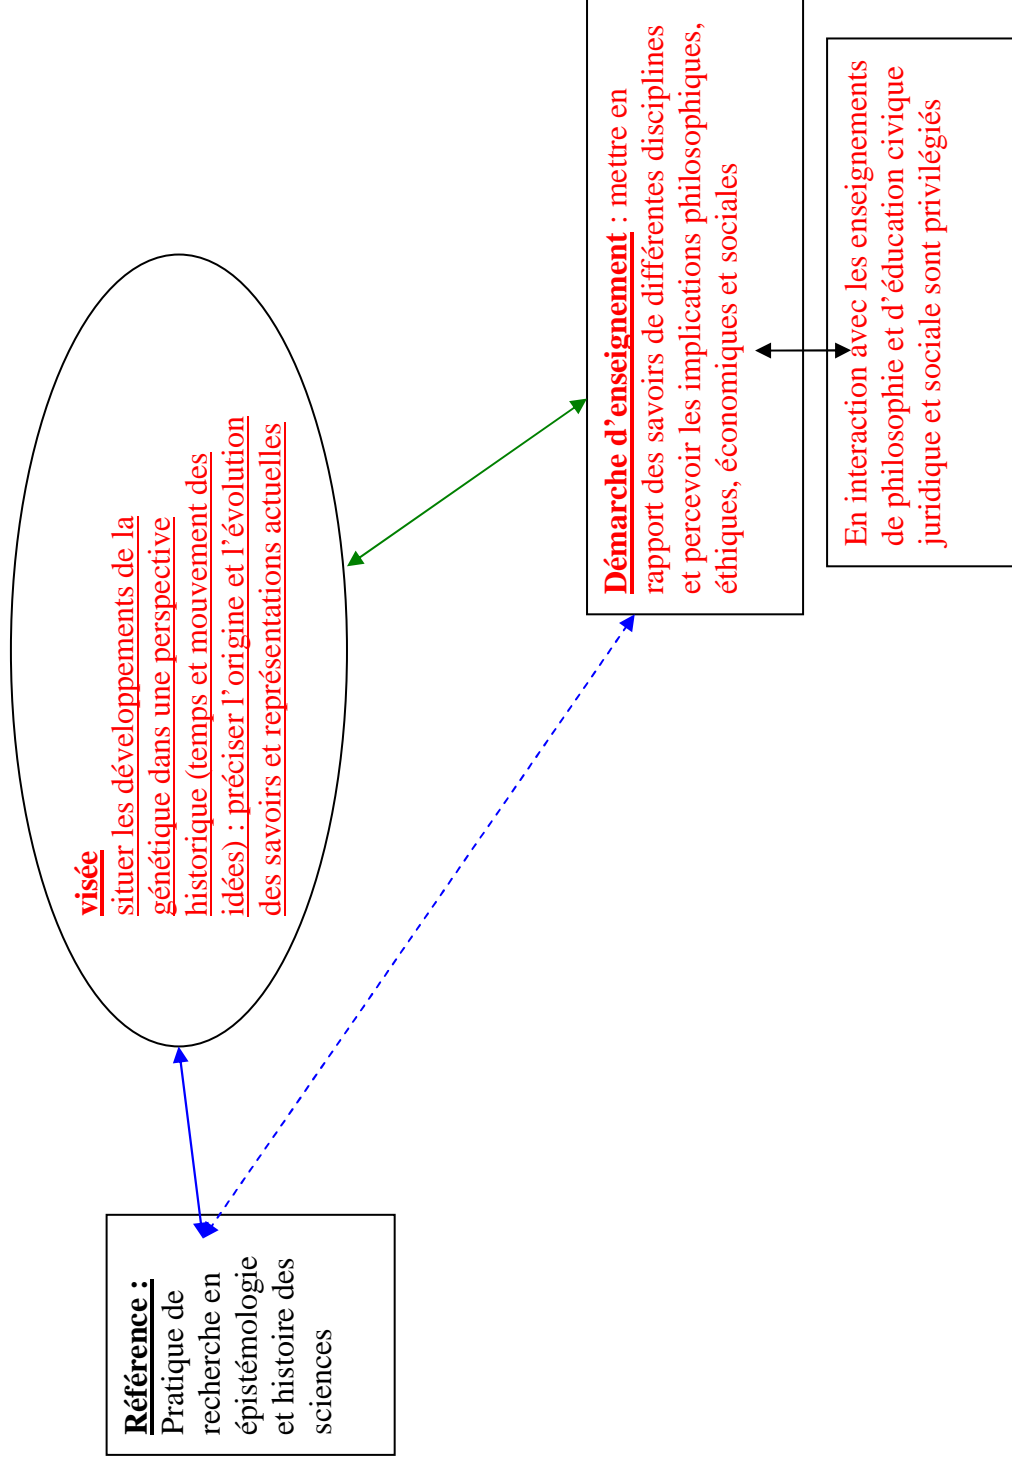 Référence :
Pratique de
recherche en
épistémologie
et histoire des
sciences
visée
situer les développements de la
génétique dans une perspective
historique (temps et mouvement des
idées) : préciser l’origine et l’évolution
des savoirs et représentations actuelles
Démarche d’enseignement : mettre en
rapport des savoirs de différentes disciplines
et percevoir les implications philosophiques,
éthiques, économiques et sociales
En interaction avec les enseignements
de philosophie et d’éducation civique
juridique et sociale sont privilégiés